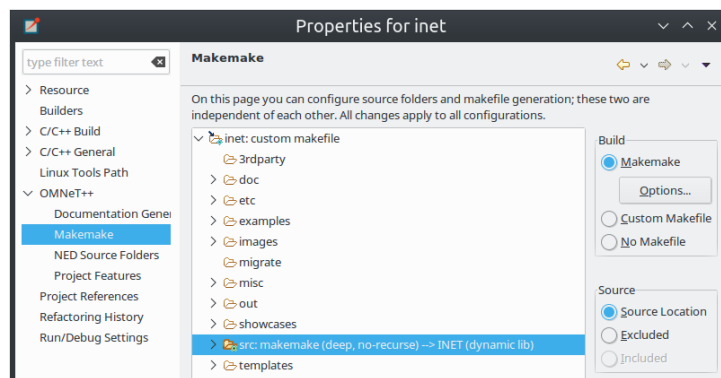 Properties for inet
type filter text
Resource
Builders
C/C++ Build
C/C++ General
Linux Tools Path
OMNeT++
Documentation Gener
Makemake
NED Source Folders
Project Features
Project References
Refactoring History
Run/Debug Settings
Makemake
On this page you can configure source folders and makefile generation; these two are
independent of each other. All changes apply to all configurations.
inet: custom makefile
3rdparty
doc
etc
examples
images
migrate
misc
out
showcases
src: makemake (deep, no-recurse) --> INET (dynamic lib)
templates
Build
Makemake
Options...
Custom Makefile
No Makefile
Source
Source Location
Excluded
Included